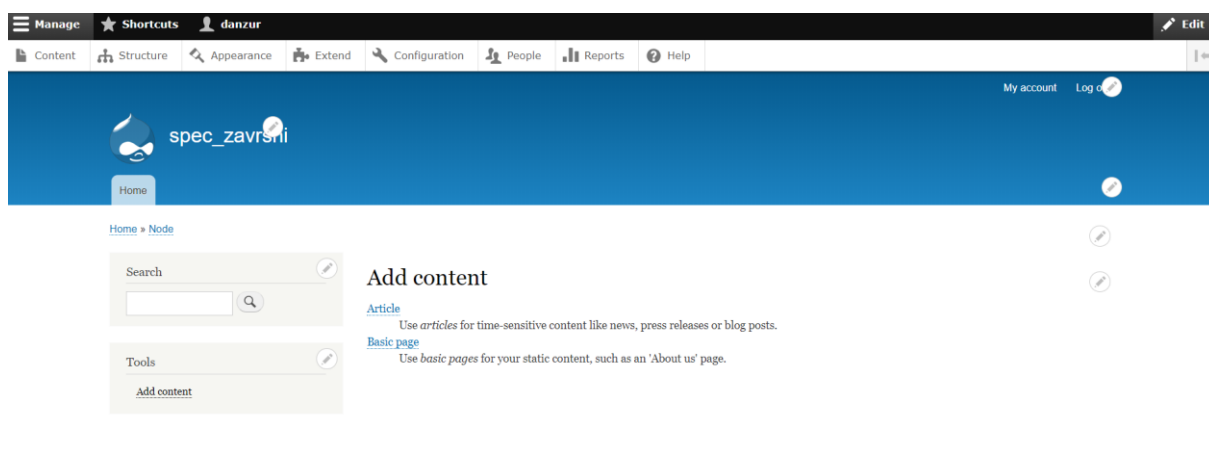 Manage Shortcuts danzur Edit
Content Structure Appearance Extend Configuration People Reports Help
My account Log o
spec_završni
Home
Home » Node
Search
Add content
Article
Use articles for time-sensitive content like news, press releases or blog posts.
Basic page
Use basic pages for your static content, such as an 'About us' page.
Tools
Add content